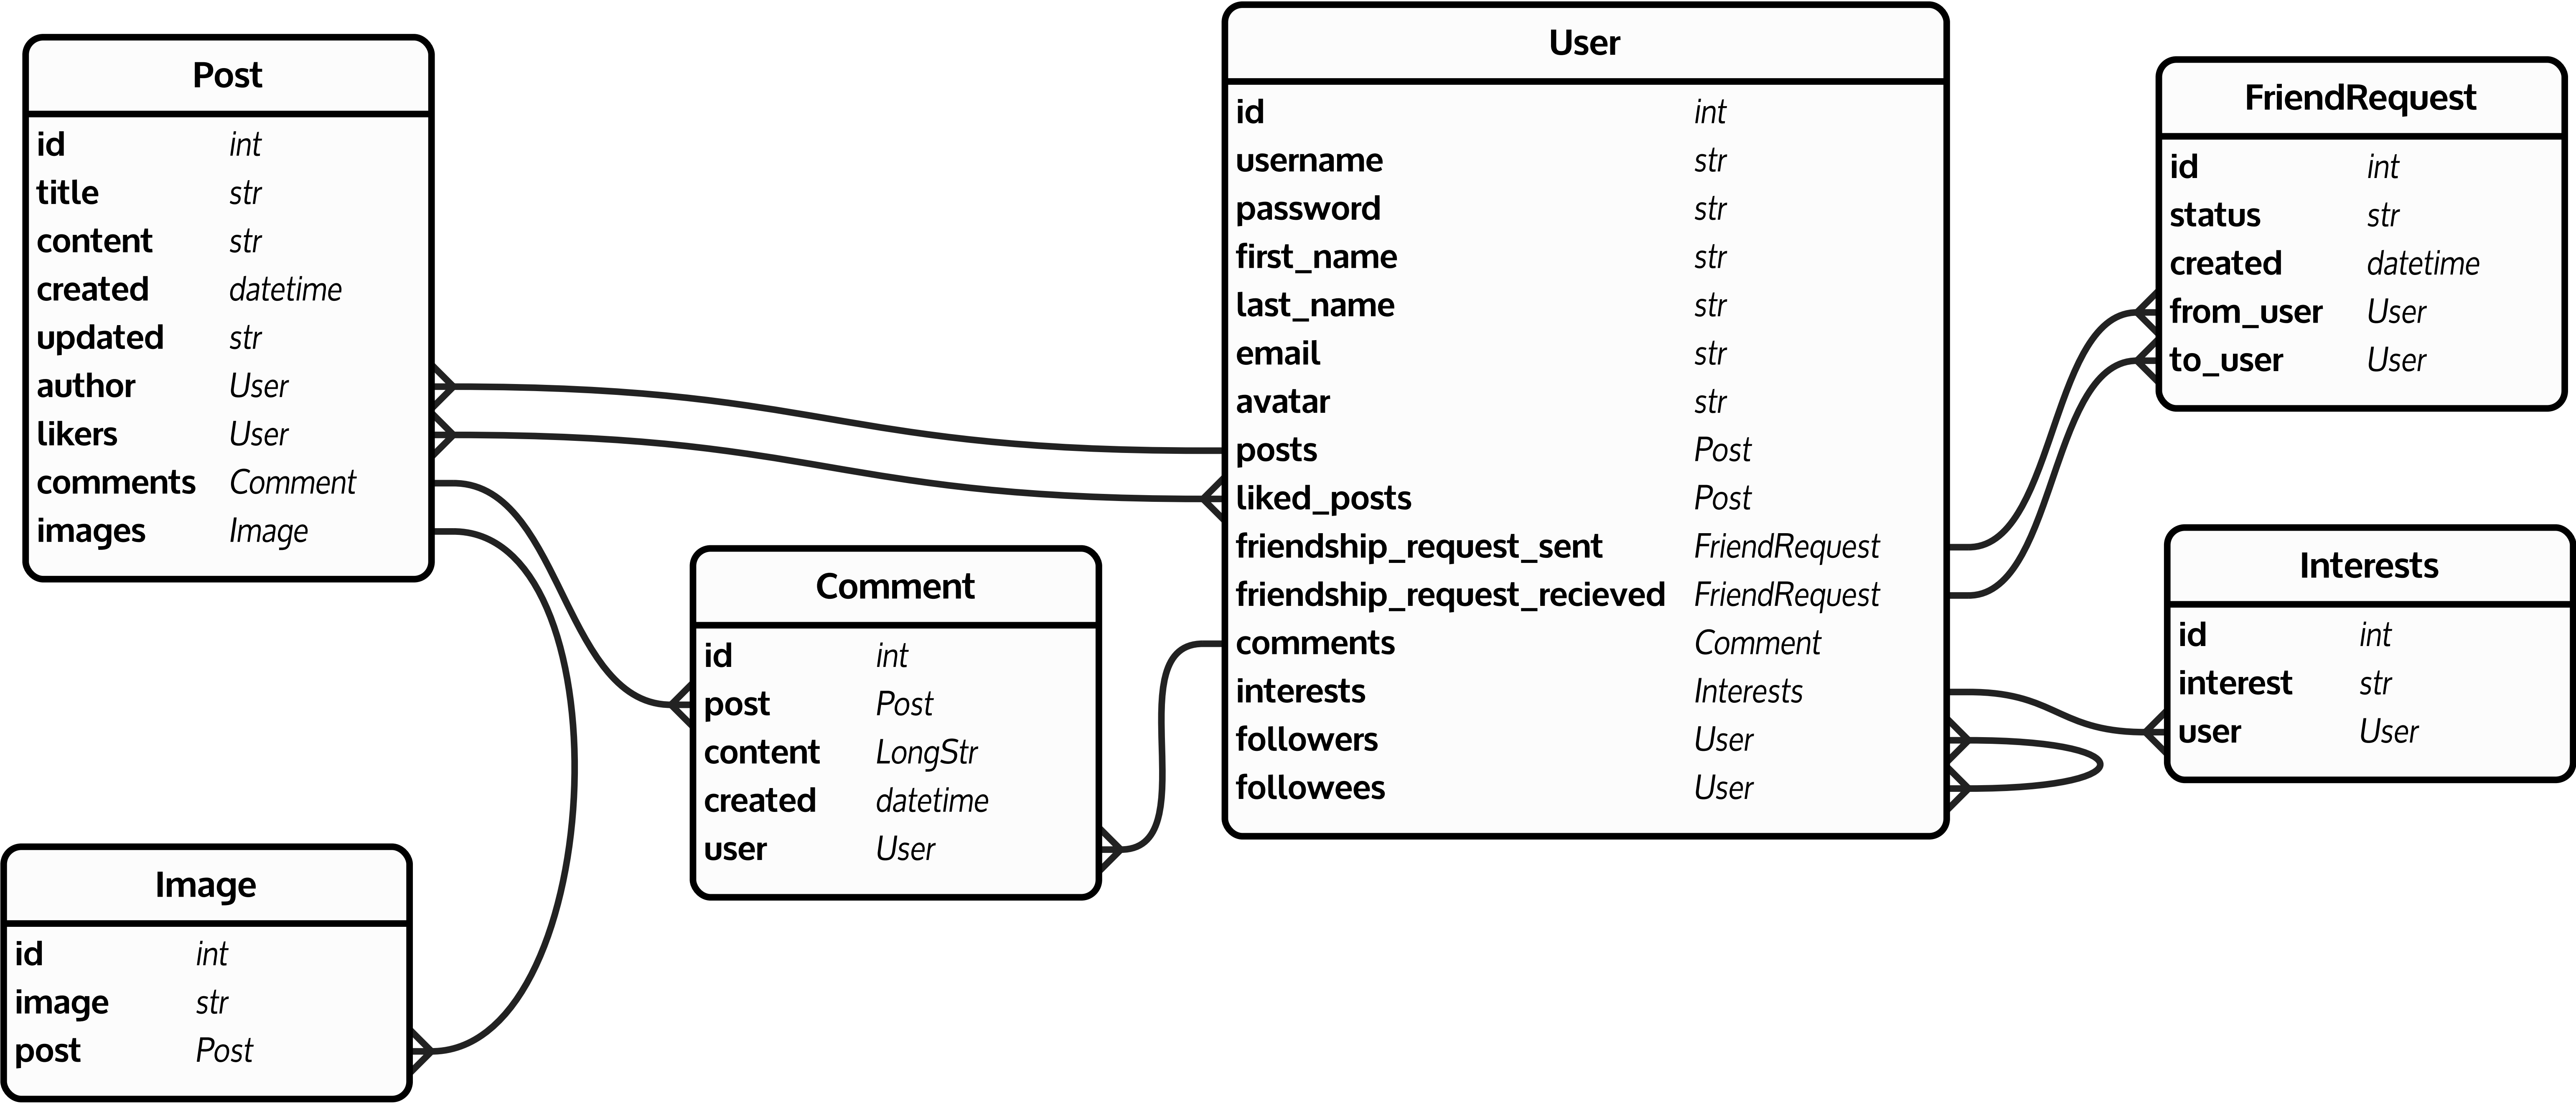 Post
id int
title str
content str
created datetime
updated str
author User
likers User
comments Comment
images Image
User
id int
username str
password str
first_name str
last_name str
email str
avatar str
posts Post
liked_posts Post
friendship_request_sent FriendRequest
friendship_request_recieved FriendRequest
comments Comment
interests Interests
followers User
followees User
FriendRequest
id int
status str
created datetime
from_user User
to_user User
Comment
id int
post Post
content LongStr
created datetime
user User
Interests
id int
interest str
user User
Image
id int
image str
post Post